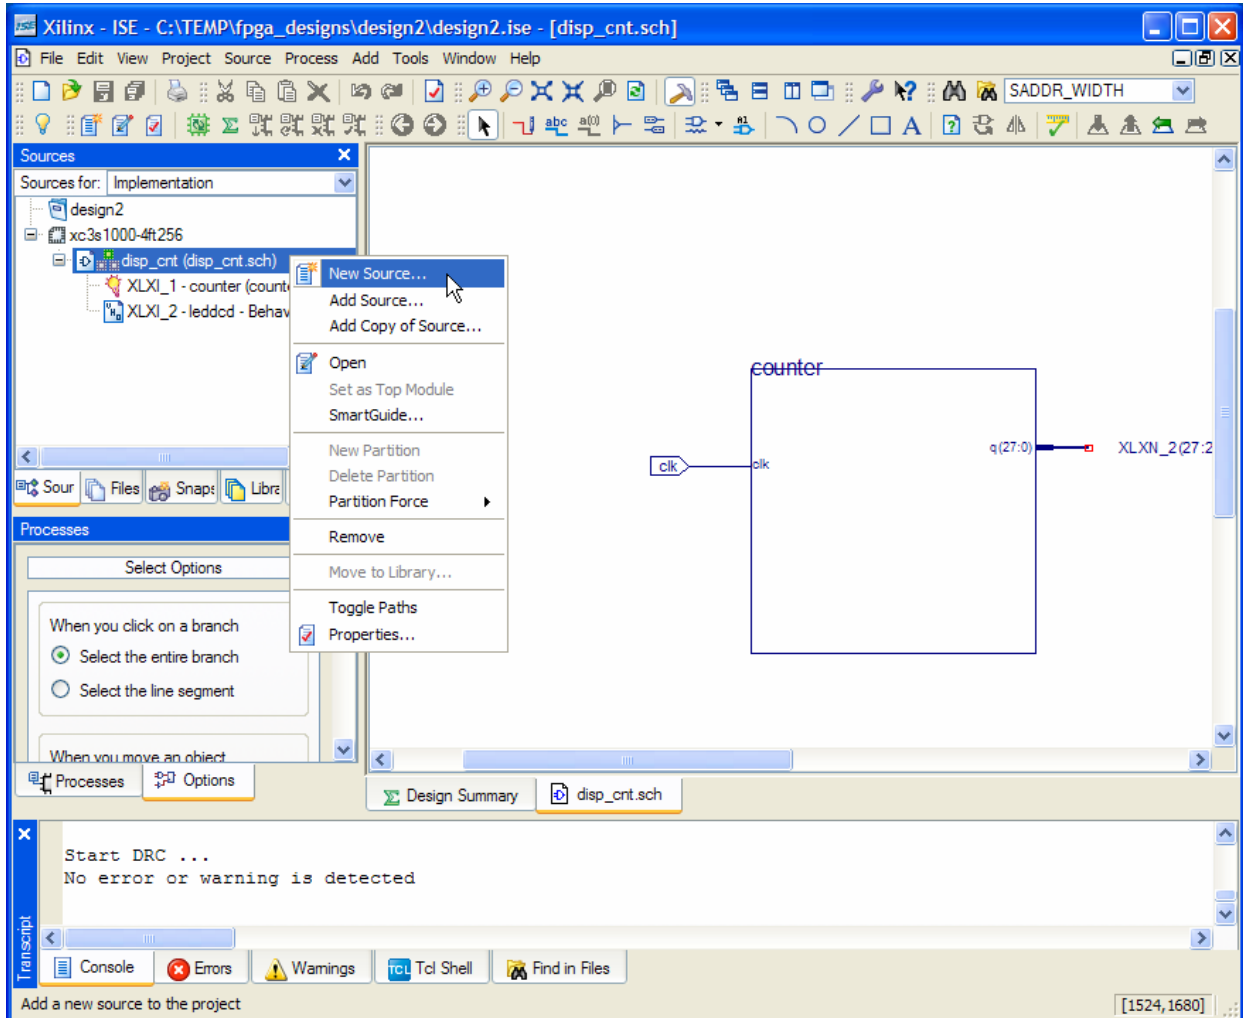 Xilinx - ISE - C:\TEMP\fpga_designs\design2\design2.ise - [disp_cnt.sch]
File Edit View Project Source Process Add Tools Window Help
SADDR_WIDTH
Sources
Sources for: Implementation
design2
xc3s1000-4ft256
disp_cnt (disp_cnt.sch)
XLXI_1 - counter (count
XLXI_2 - leddcd - Behav
Sour Files Snaps Libra
New Source...
Add Source...
Add Copy of Source...
Open
Set as Top Module
SmartGuide...
New Partition
Delete Partition
Partition Force
Remove
Move to Library...
Toggle Paths
Properties...
Processes
Select Options
When you click on a branch
Select the entire branch
Select the line segment
When you move an object
Processes Options
counter
clk
clk
q(27:0)
XLXN_2(27:2
Design Summary disp_cnt.sch
Start DRC ...
No error or warning is detected
Transcript
Console Errors Warnings TCL Tcl Shell Find in Files
Add a new source to the project
[1524,1680]